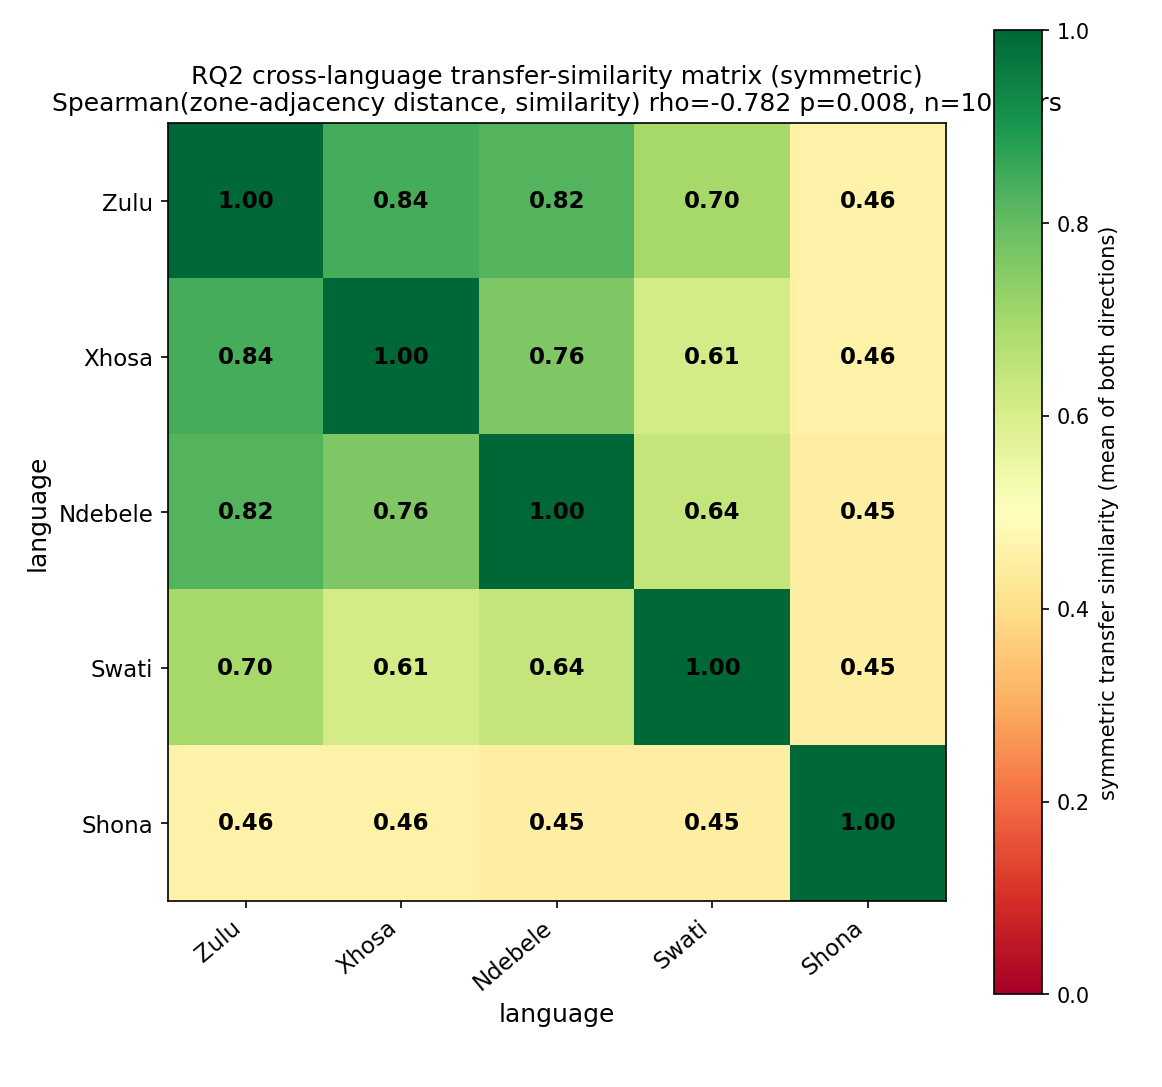 RQ2 cross-language transfer-similarity matrix (symmetric)
Spearman(zone-adjacency distance, similarity) rho=-0.782 p=0.008, n=10
language
Zulu 1.00 0.84 0.82 0.70 0.46
Xhosa 0.84 1.00 0.76 0.61 0.46
Ndebele 0.82 0.76 1.00 0.64 0.45
Swati 0.70 0.61 0.64 1.00 0.45
Shona 0.46 0.46 0.45 0.45 1.00
Zulu Xhosa Ndebele Swati Shona
language
1.0
0.8
0.6
0.4
0.2
0.0
symmetric transfer similarity (mean of both directions)